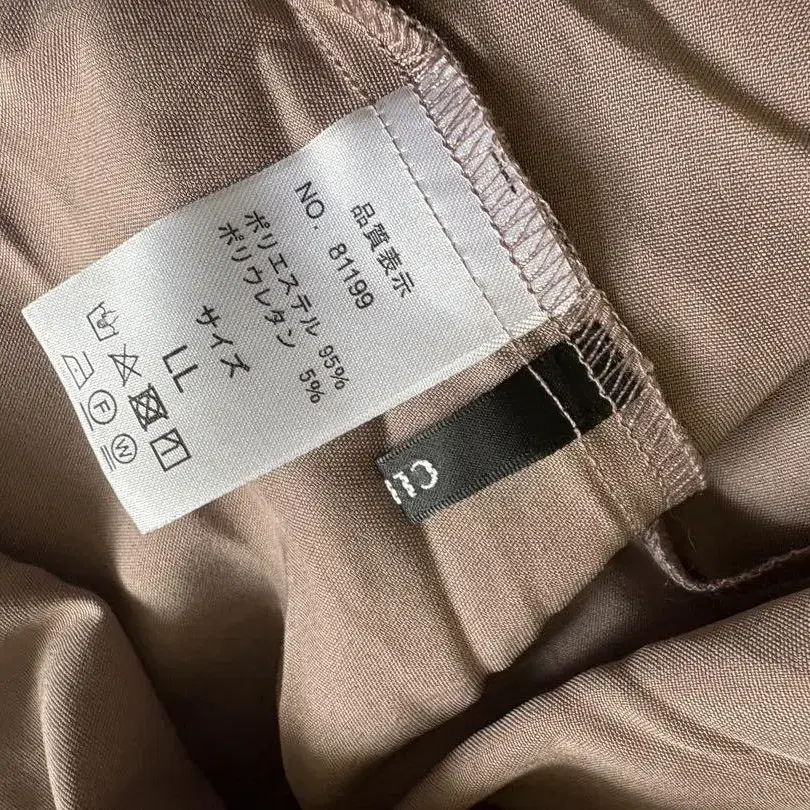 品質表示
NO. 81199
ポリエステル 95%
ポリウレタン 5%
サイズ
LL
F W